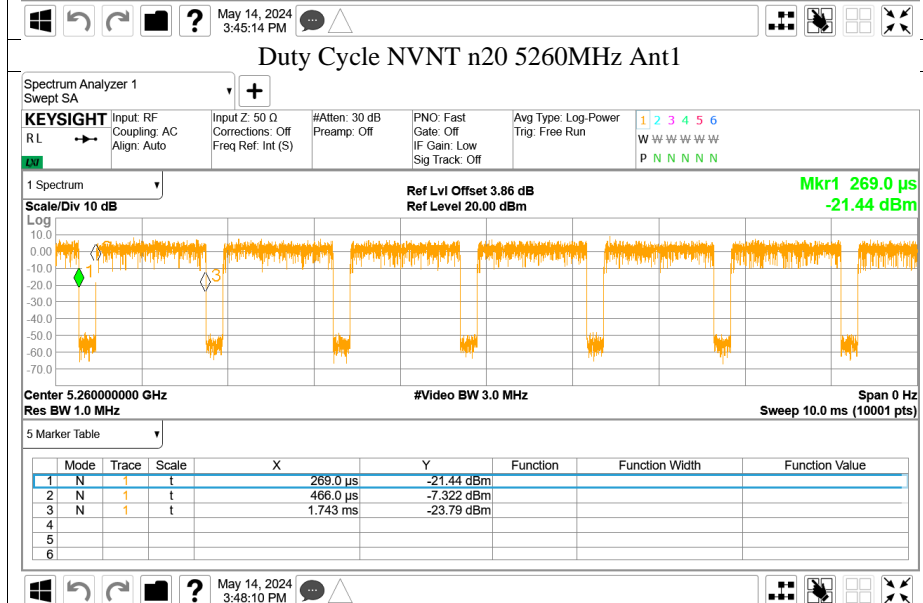 May 14, 2024
3:45:14 PM
?
Duty Cycle NVNT n20 5260MHz Ant1
Spectrum Analyzer 1
Swept SA
+
KEYSIGHT Input: RF Input Z: 50 Ω #Atten: 30 dB PNO: Fast Avg Type: Log-Power 1 2 3 4 5 6
R L Coupling: AC Corrections: Off Preamp: Off Gate: Off Trig: Free Run W W W W W W
Align: Auto Freq Ref: Int (S) IF Gain: Low P N N N N N
LXI Sig Track: Off
1 Spectrum Ref Lvl Offset 3.86 dB Mkr1 269.0 µs
Scale/Div 10 dB Ref Level 20.00 dBm -21.44 dBm
Log
10.0
0.00
-10.0
-20.0
-30.0
-40.0
-50.0
-60.0
-70.0
1
3
Center 5.260000000 GHz #Video BW 3.0 MHz Span 0 Hz
Res BW 1.0 MHz Sweep 10.0 ms (10001 pts)
5 Marker Table
Mode Trace Scale X Y Function Function Width Function Value
1 N 1 t 269.0 µs -21.44 dBm
2 N 1 t 466.0 µs -7.322 dBm
3 N 1 t 1.743 ms -23.79 dBm
4
5
6
? May 14, 2024
3:48:10 PM